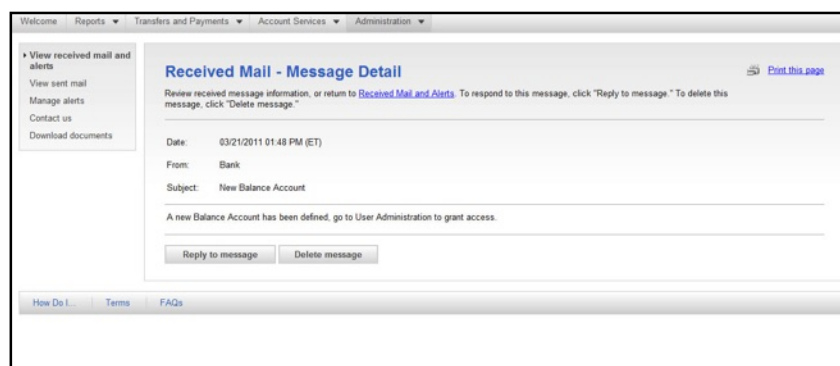 Welcome Reports Transfers and Payments Account Services Administration
View received mail and
alerts
View sent mail
Manage alerts
Contact us
Download documents
Received Mail - Message Detail
Print this page
Review received message information, or return to Received Mail and Alerts. To respond to this message, click "Reply to message." To delete this
message, click "Delete message."
Date: 03/21/2011 01:48 PM (ET)
From: Bank
Subject: New Balance Account
A new Balance Account has been defined, go to User Administration to grant access.
Reply to message Delete message
How Do I... Terms FAQs